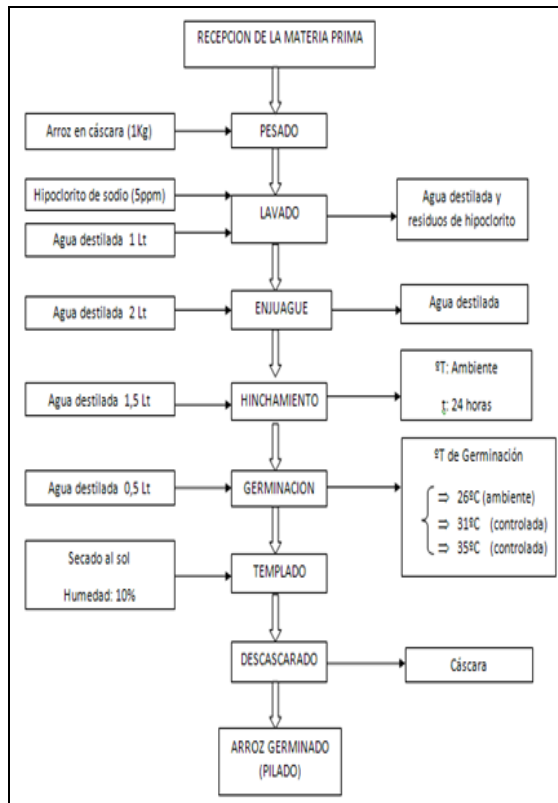 RECEPCION DE LA MATERIA PRIMA
Arroz en cáscara (1Kg)
PESADO
Hipoclorito de sodio (5ppm)
Agua destilada 1 Lt
LAVADO
Agua destilada y
residuos de hipoclorito
Agua destilada 2 Lt
ENJUAGUE
Agua destilada
Agua destilada 1,5 Lt
HINCHAMIENTO
ºT: Ambiente
t: 24 horas
Agua destilada 0,5 Lt
GERMINACION
ºT de Germinación
⇒ 26ºC (ambiente)
⇒ 31ºC (controlada)
⇒ 35ºC (controlada)
Secado al sol
Humedad: 10%
TEMPLADO
DESCASCARADO
Cáscara
ARROZ GERMINADO
(PILADO)